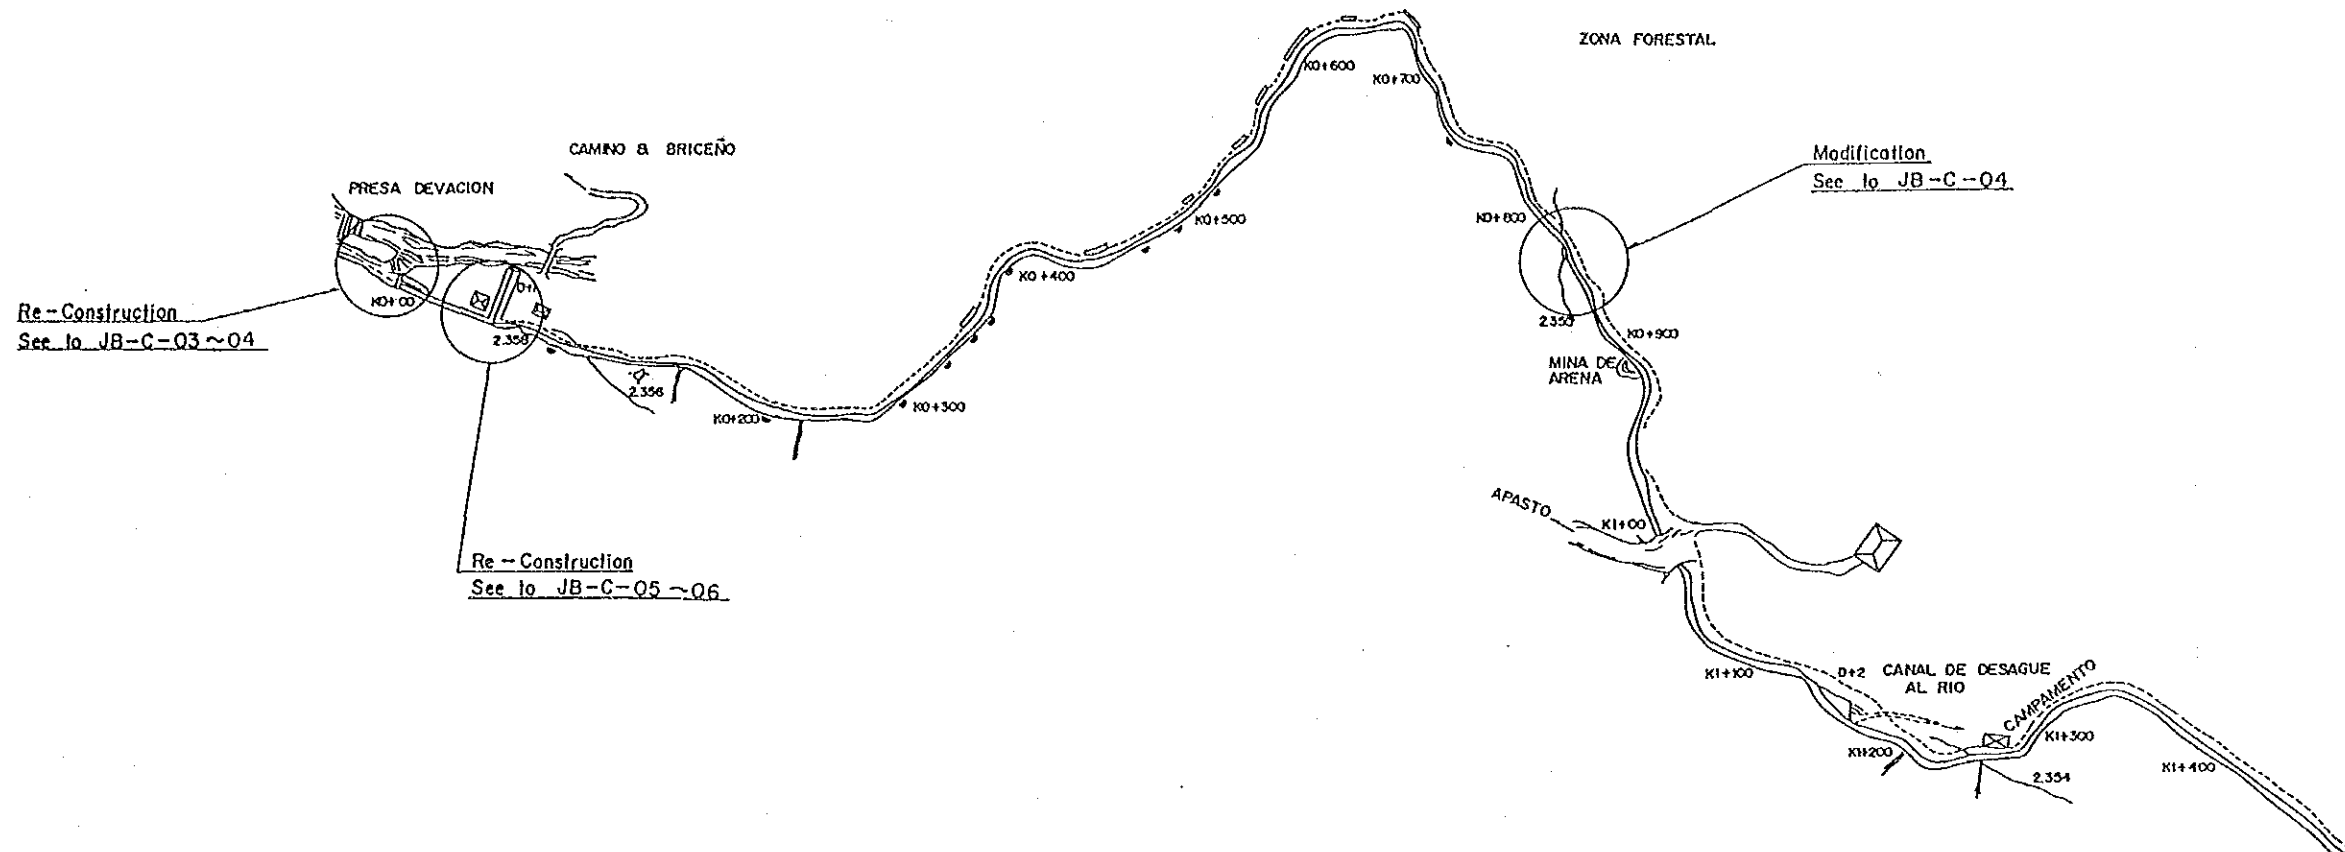 ZONA FORESTAL
K0+600
K0+700
CAMINO a BRICEÑO
Modification
See to JB-C-04
PRESA DEVACION
K0+500
K0+800
K0+400
K0+00
D+1
Re-Construction
See to JB-C-03~04
2.358
2.355
K0+900
MINA DE
ARENA
2.356
K0+200
K0+300
APASTO
K1+00
Re-Construction
See to JB-C-05~06
K1+100
D+2
CANAL DE DESAGUE
AL RIO
CAMPAMENTO
K1+200
K1+300
K1+400
2.354